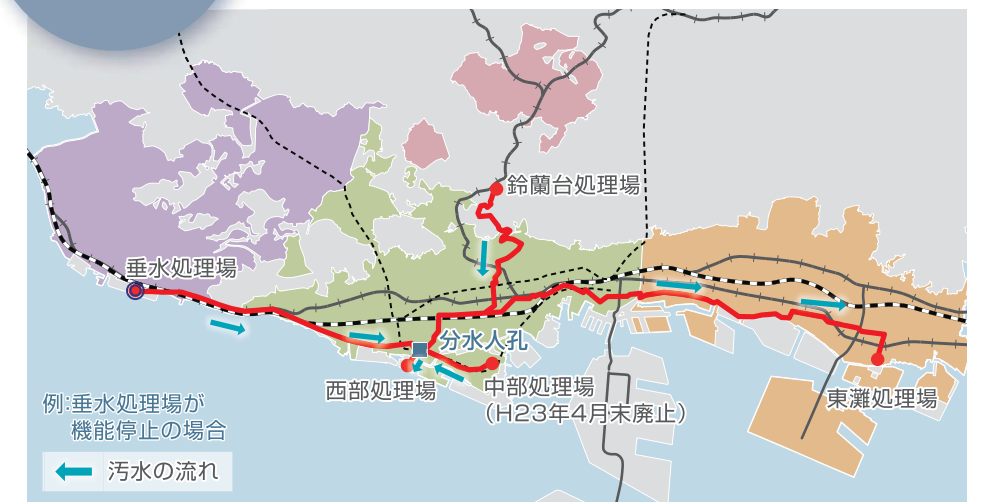 鈴蘭台処理場
垂水処理場
分水人孔
西部処理場
中部処理場
（H23年4月末廃止）
東灘処理場
例:垂水処理場が
機能停止の場合
汚水の流れ